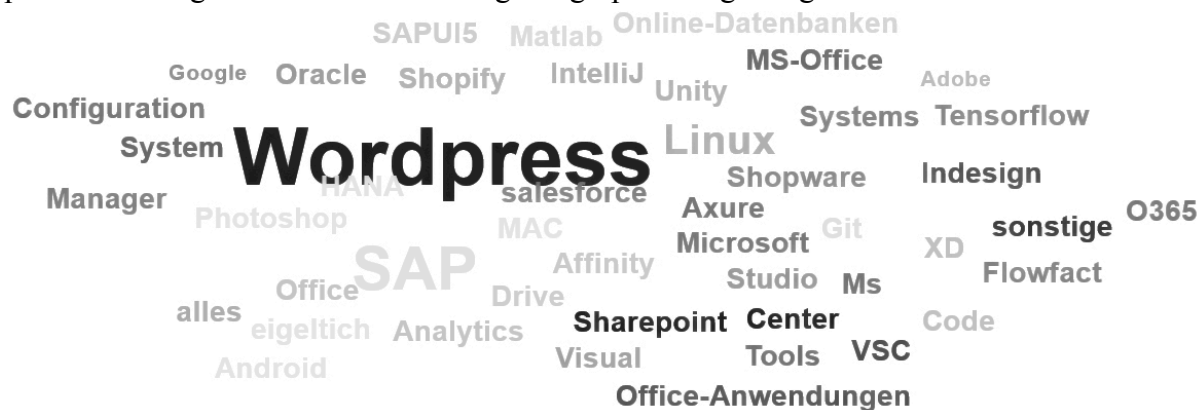 SAPUI5 Matlab Online-Datenbanken
Google Oracle Shopify IntelliJ Unity MS-Office Adobe
Configuration Systems Tensorflow
System Wordpress Linux
Manager HANA salesforce Shopware Indesign
Photoshop MAC Axure Git sonstige O365
SAP Affinity Microsoft XD
Office Drive Studio Ms Flowfact
alles eigeltich Analytics Sharepoint Center Code
Android Visual Tools VSC
Office-Anwendungen